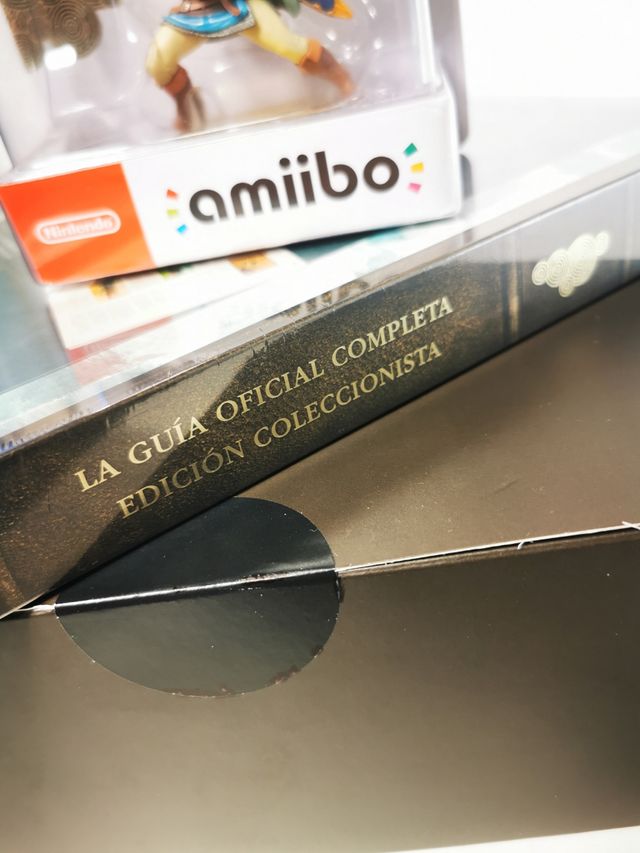 Nintendo
amiibo
LA GUÍA OFICIAL COMPLETA
EDICIÓN COLECCIONISTA